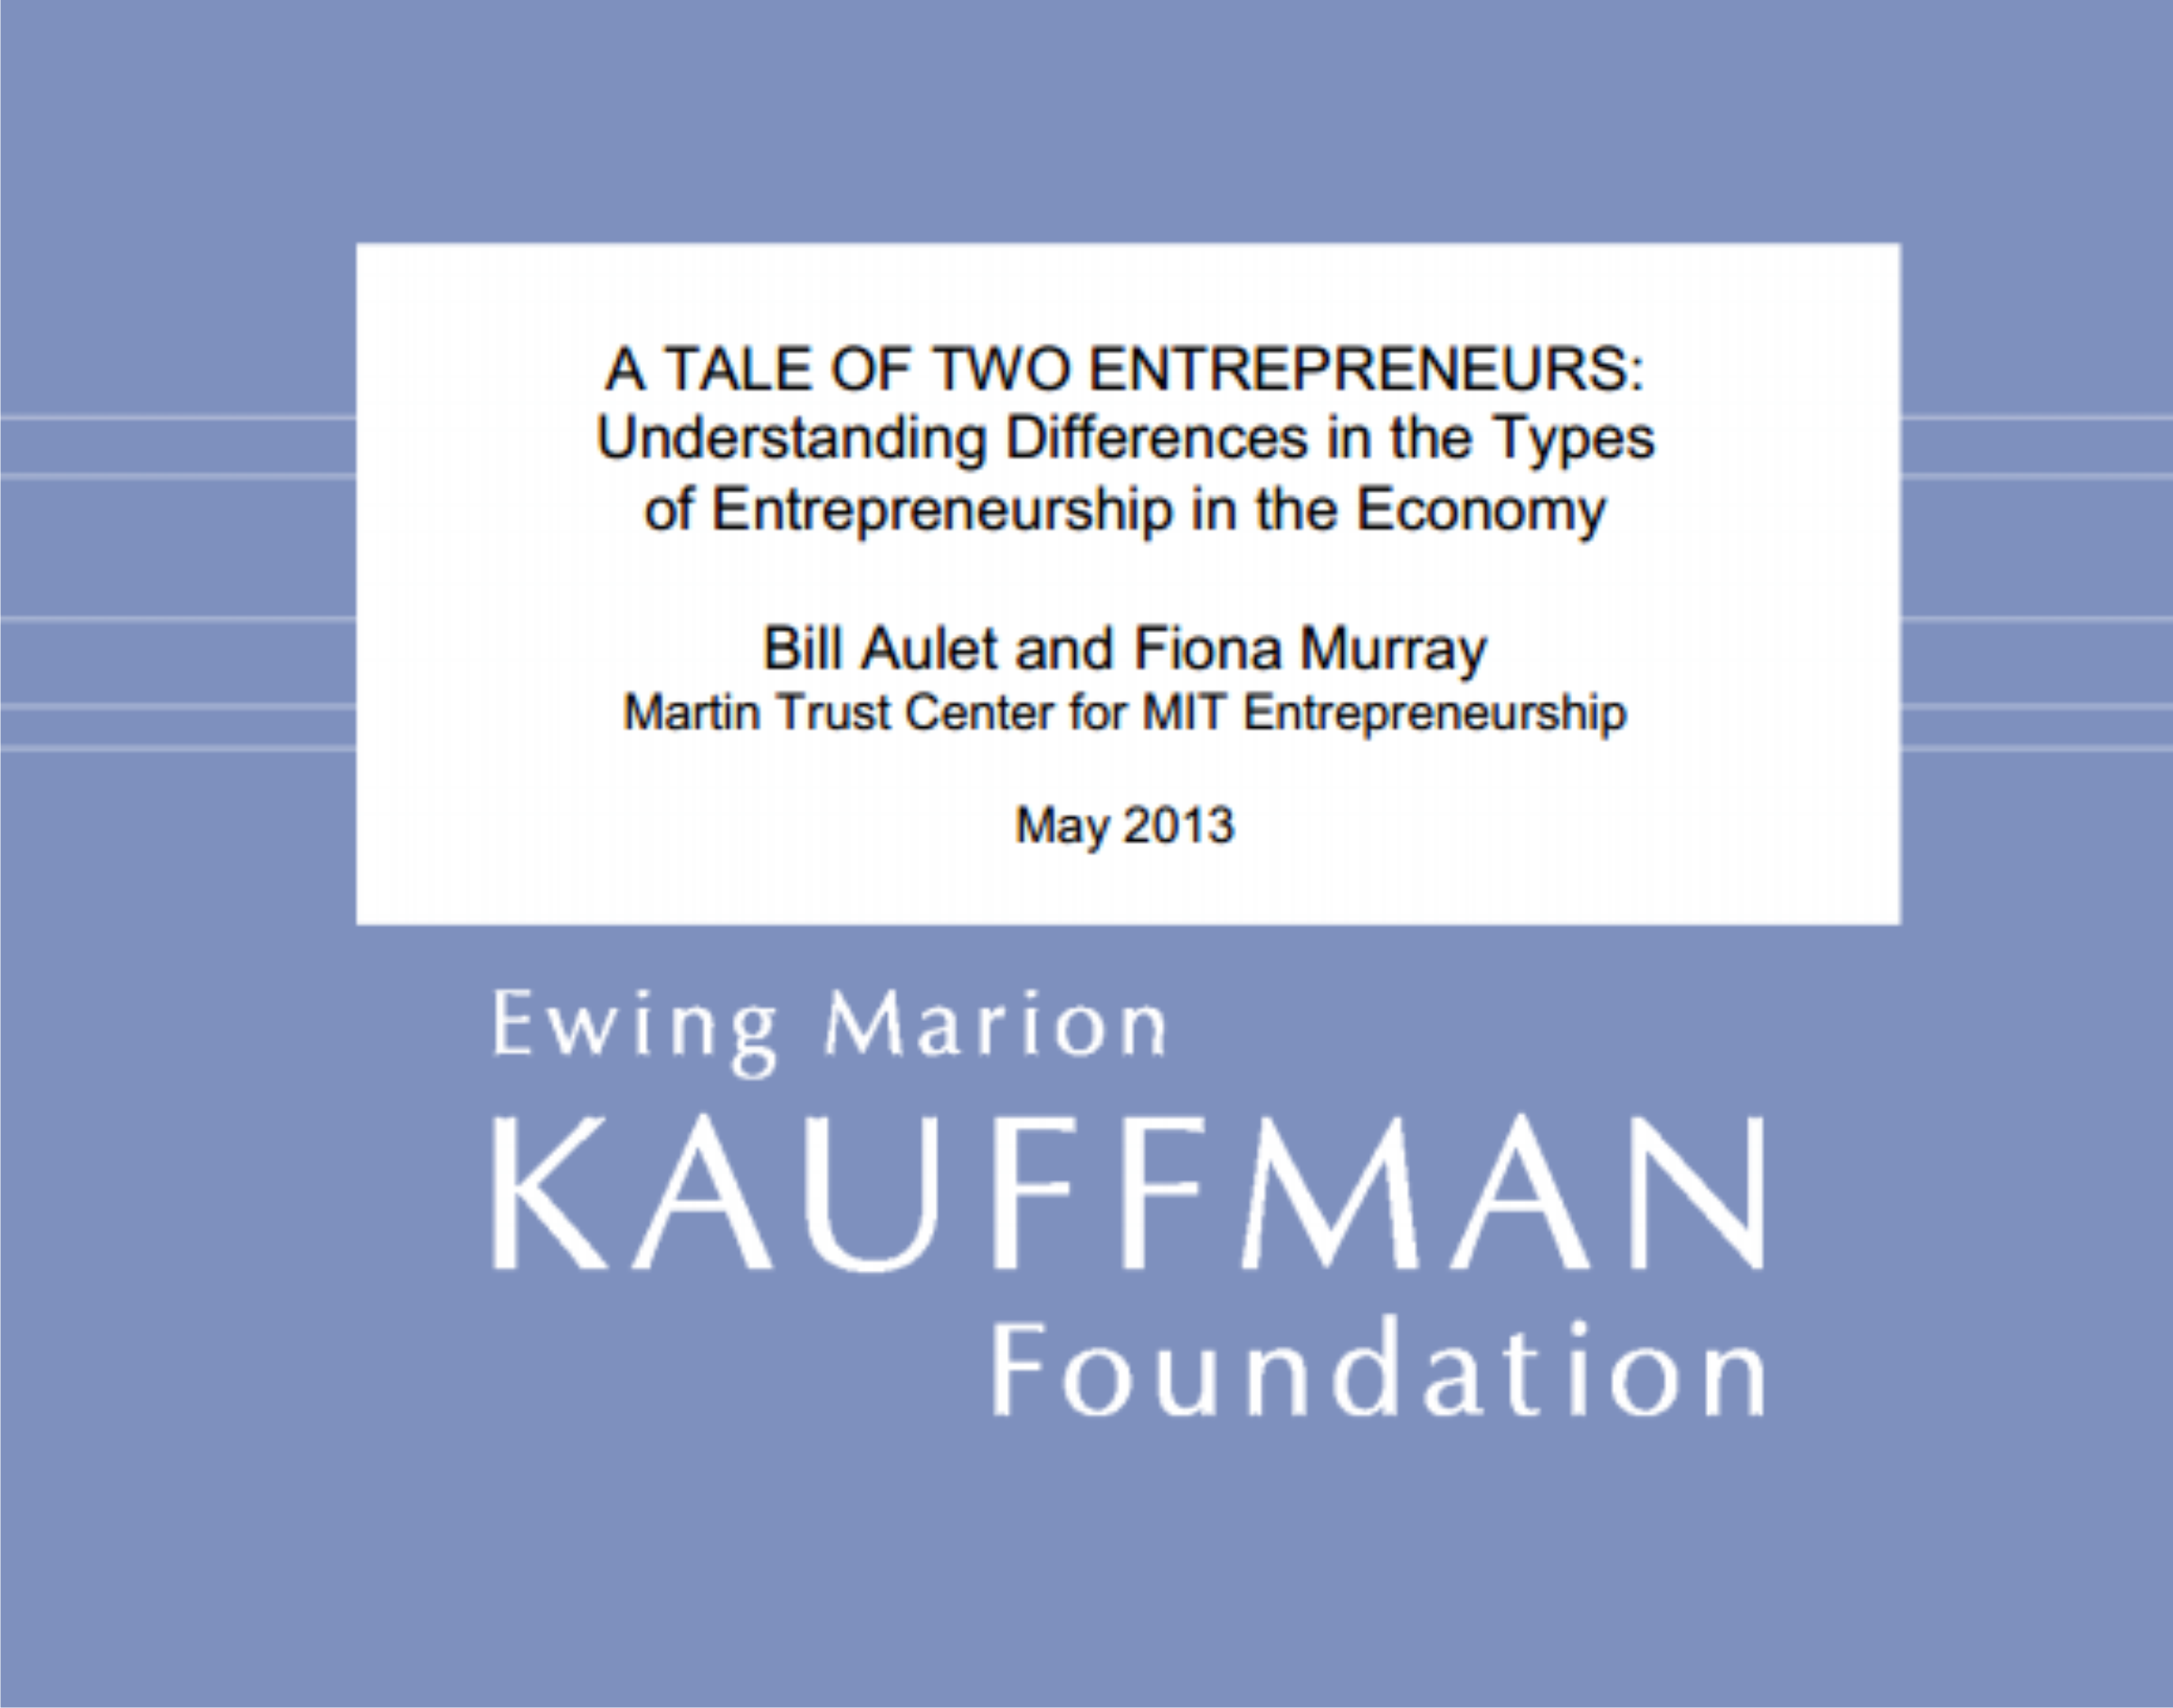 A TALE OF TWO ENTREPRENEURS:
Understanding Differences in the Types
of Entrepreneurship in the Economy
Bill Aulet and Fiona Murray
Martin Trust Center for MIT Entrepreneurship
May 2013
Ewing Marion
KAUFFMAN
Foundation